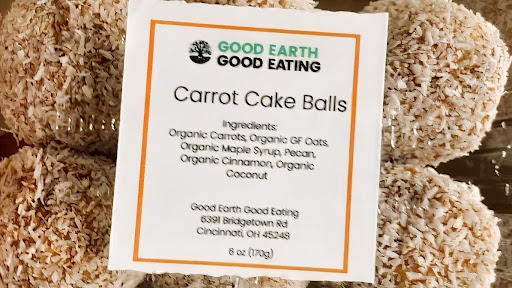 GOOD EARTH
GOOD EATING
Carrot Cake Balls
Ingredients:
Organic Carrots, Organic GF Oats,
Organic Maple Syrup, Pecan,
Organic Cinnamon, Organic
Coconut
Good Earth Good Eating
6391 Bridgetown Rd
Cincinnati, OH 45248
6 oz (170g)